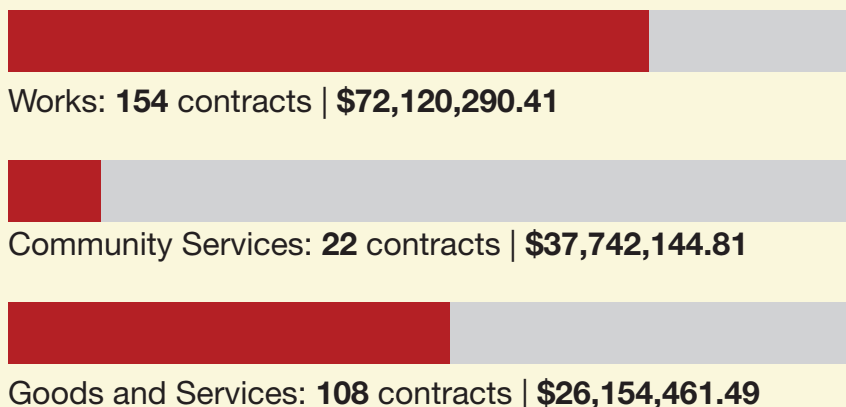 Works: 154 contracts | $72,120,290.41
Community Services: 22 contracts | $37,742,144.81
Goods and Services: 108 contracts | $26,154,461.49